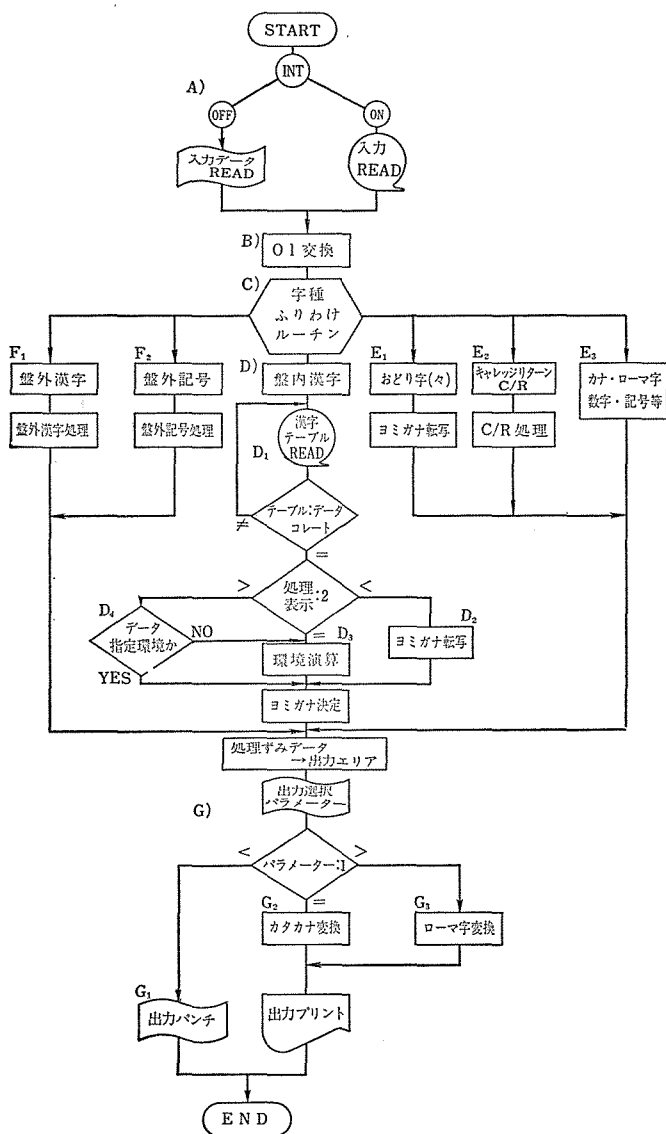 START
INT
A)
OFF
ON
入力データ
READ
入力
READ
B)
OI変換
C)
字種
ふりわけ
ルーチン
F₁
盤外漢字
盤外漢字処理
F₂
盤外記号
盤外記号処理
D)
盤内漢字
E₁
おどり字(々)
ヨミガナ転写
E₂
キャレッジリターン
C/R
C/R 処理
E₃
カナ・ローマ字
数字・記号等
D₁
漢字
テーブル
READ
テーブル:データ
コレート
≠
=
処理
表示:2
>
<
=
D₄
データ
指定環境か
NO
YES
D₃
環境演算
D₂
ヨミガナ転写
ヨミガナ決定
処理ずみデータ
→出力エリア
出力選択
パラメーター
G)
パラメーター:1
<
>
=
G₂
カタカナ変換
G₃
ローマ字変換
G₁
出力パンチ
出力プリント
END